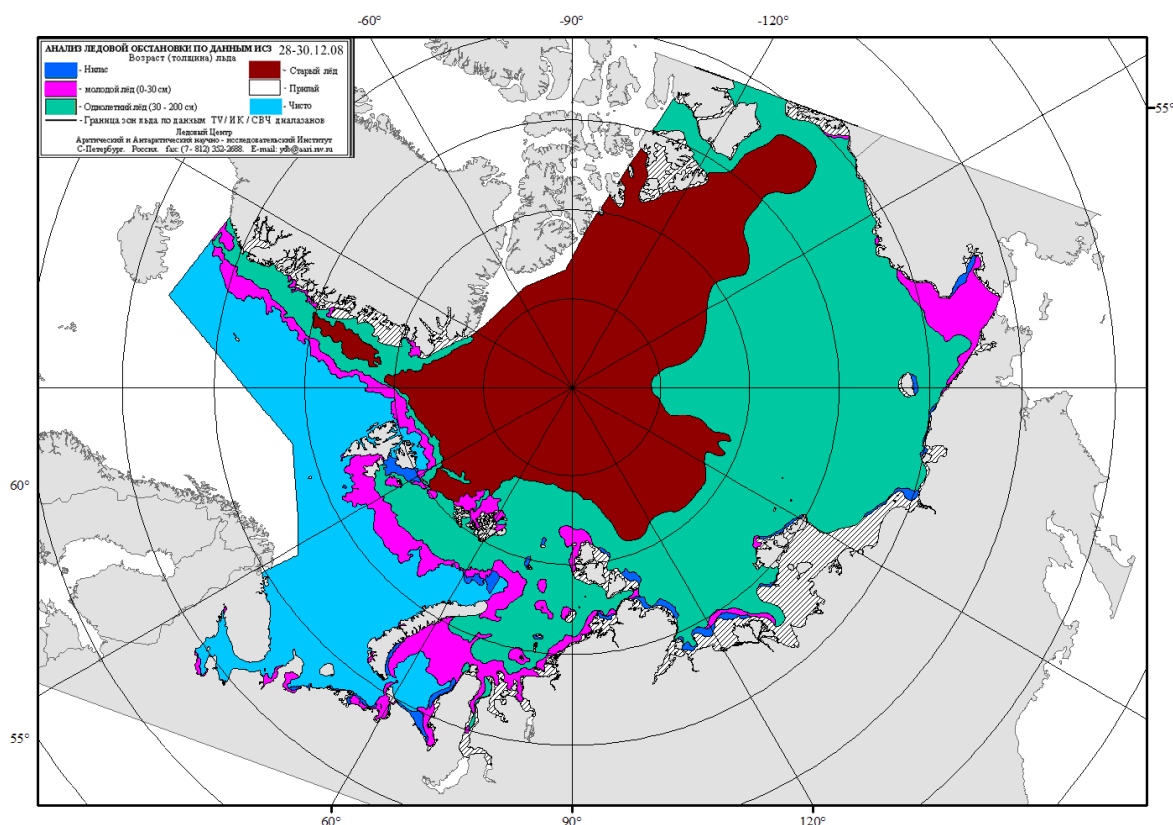 -60°
-90°
-120°
АНАЛИЗ ЛЕДОВОЙ ОБСТАНОВКИ ПО ДАННЫМ ИСЗ 28-30.12.08
Возраст (толщина) льда
- Нилас
- Старый лёд
- молодой лёд (0-30 см)
- Припай
- Однолетний лёд (30 - 200 см)
- Чисто
- Граница зон льда по данным TV / ИК / СВЧ диапазонов
Ледовый Центр
Арктический и Антарктический научно - исследовательский Институт
С-Петербург. Россия. fax: (7 - 812) 352-2688. E-mail: ydh@aari.nw.ru
55°
60°
55°
60°
90°
120°